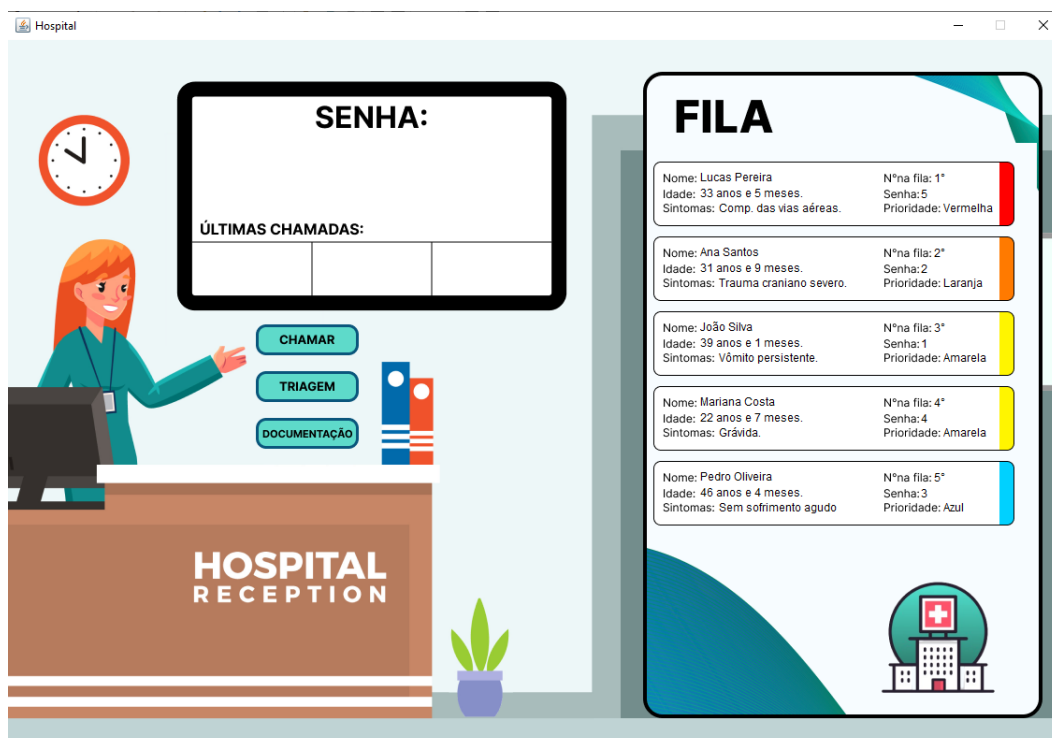 Hospital
SENHA:
ÚLTIMAS CHAMADAS:
CHAMAR
TRIAGEM
DOCUMENTAÇÃO
HOSPITAL
RECEPTION
FILA
Nome: Lucas Pereira Nºna fila: 1°
Idade: 33 anos e 5 meses. Senha: 5
Sintomas: Comp. das vias aéreas. Prioridade: Vermelha
Nome: Ana Santos Nºna fila: 2°
Idade: 31 anos e 9 meses. Senha: 2
Sintomas: Trauma craniano severo. Prioridade: Laranja
Nome: João Silva Nºna fila: 3°
Idade: 39 anos e 1 meses. Senha: 1
Sintomas: Vômito persistente. Prioridade: Amarela
Nome: Mariana Costa Nºna fila: 4°
Idade: 22 anos e 7 meses. Senha: 4
Sintomas: Grávida. Prioridade: Amarela
Nome: Pedro Oliveira Nºna fila: 5°
Idade: 46 anos e 4 meses. Senha: 3
Sintomas: Sem sofrimento agudo Prioridade: Azul